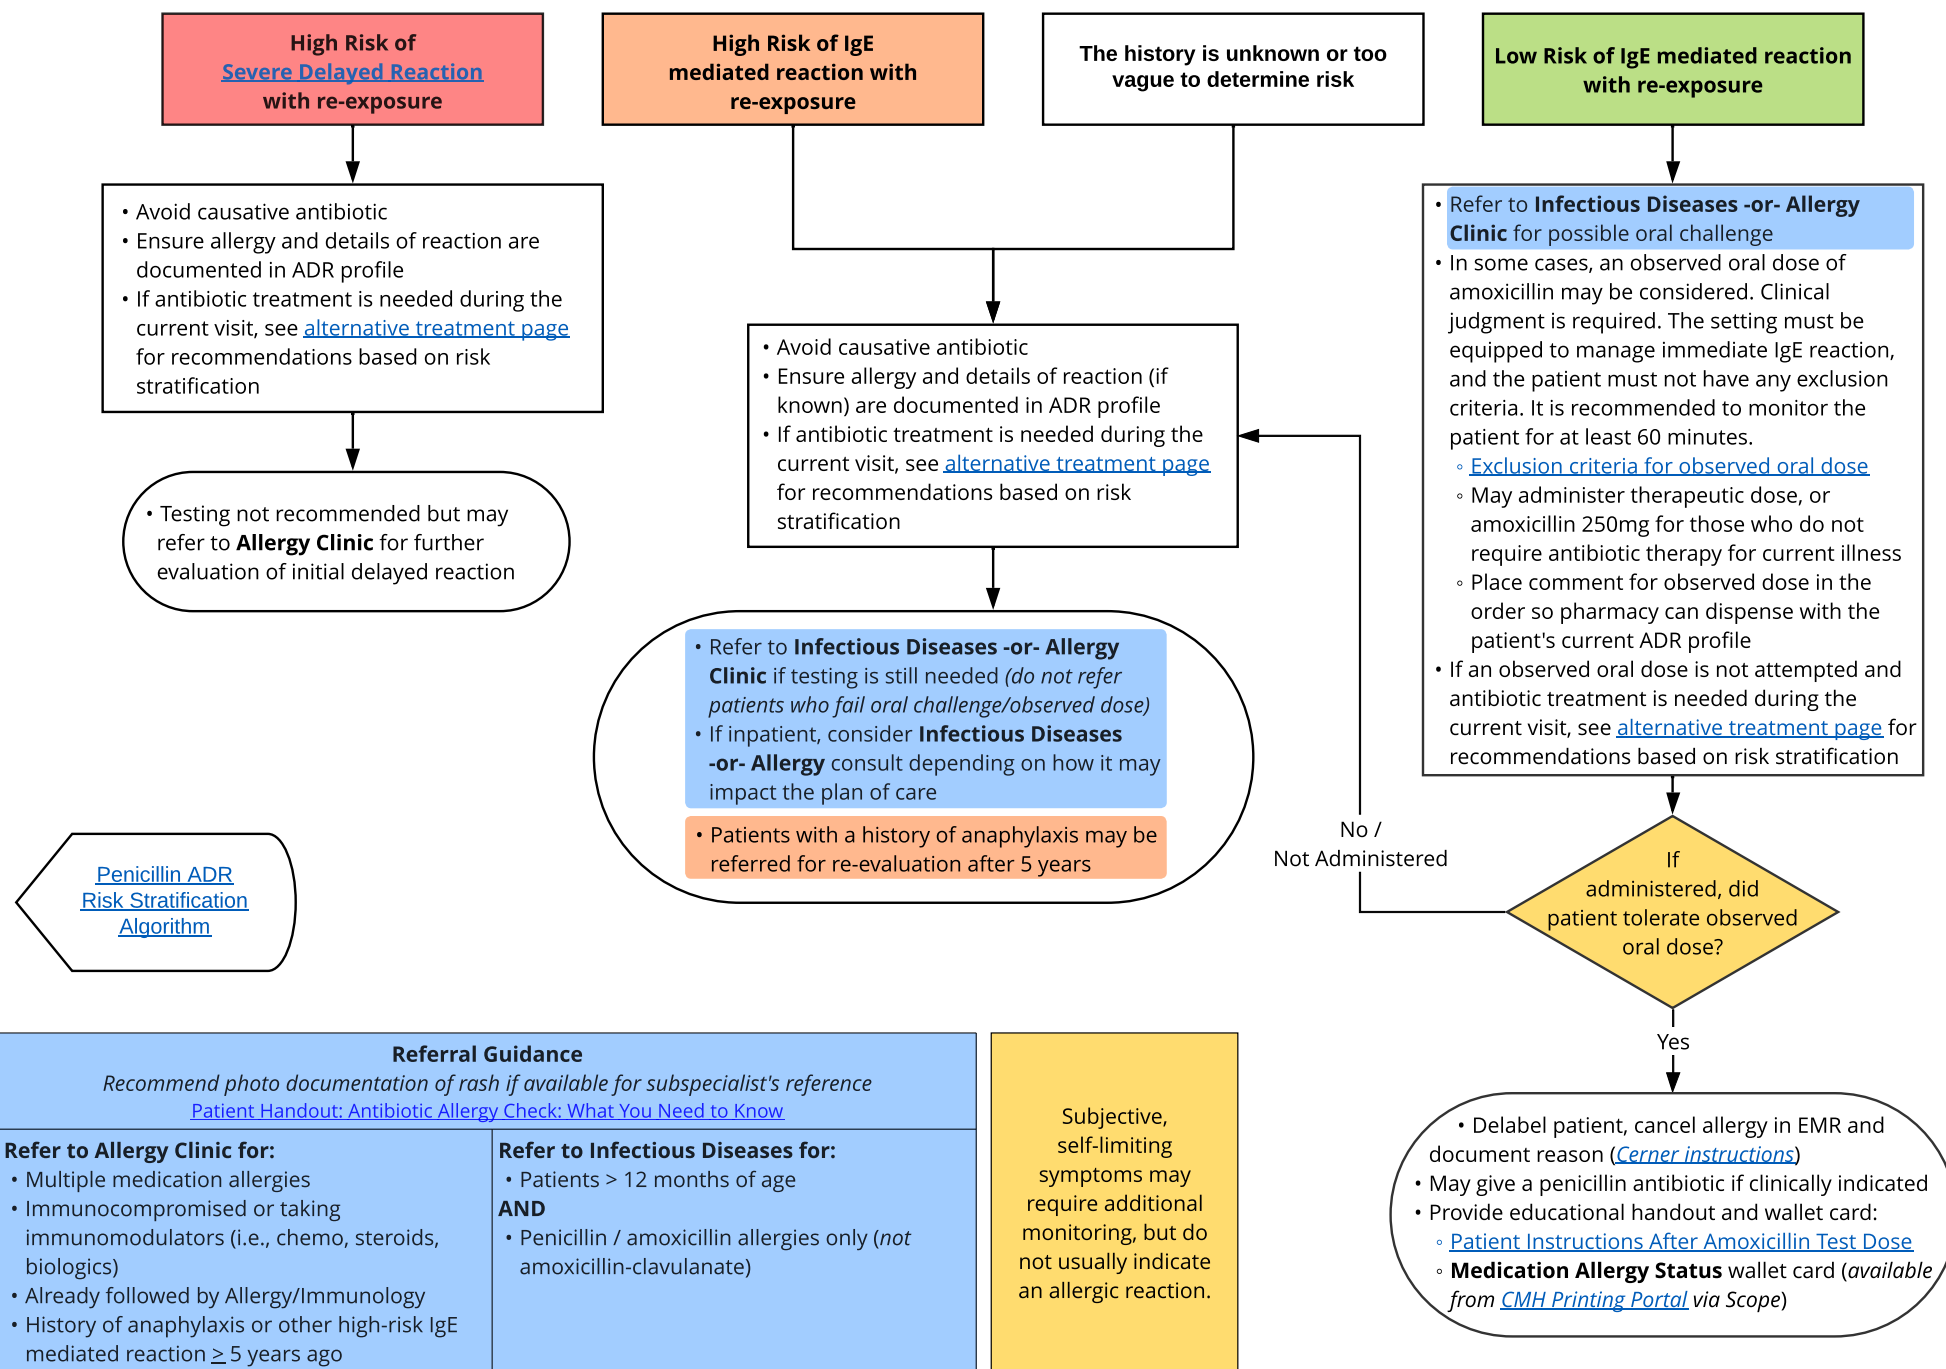 High Risk of
Severe Delayed Reaction
with re-exposure
High Risk of IgE
mediated reaction with
re-exposure
The history is unknown or too
vague to determine risk
Low Risk of IgE mediated reaction
with re-exposure
• Avoid causative antibiotic
• Ensure allergy and details of reaction are
documented in ADR profile
• If antibiotic treatment is needed during the
current visit, see alternative treatment page
for recommendations based on risk
stratification
• Testing not recommended but may
refer to Allergy Clinic for further
evaluation of initial delayed reaction
• Avoid causative antibiotic
• Ensure allergy and details of reaction (if
known) are documented in ADR profile
• If antibiotic treatment is needed during the
current visit, see alternative treatment page
for recommendations based on risk
stratification
• Refer to Infectious Diseases -or- Allergy
Clinic if testing is still needed (do not refer
patients who fail oral challenge/observed dose)
• If inpatient, consider Infectious Diseases
-or- Allergy consult depending on how it may
impact the plan of care
• Patients with a history of anaphylaxis may be
referred for re-evaluation after 5 years
• Refer to Infectious Diseases -or- Allergy
Clinic for possible oral challenge
• In some cases, an observed oral dose of
amoxicillin may be considered. Clinical
judgment is required. The setting must be
equipped to manage immediate IgE reaction,
and the patient must not have any exclusion
criteria. It is recommended to monitor the
patient for at least 60 minutes.
◦ Exclusion criteria for observed oral dose
◦ May administer therapeutic dose, or
amoxicillin 250mg for those who do not
require antibiotic therapy for current illness
◦ Place comment for observed dose in the
order so pharmacy can dispense with the
patient's current ADR profile
• If an observed oral dose is not attempted and
antibiotic treatment is needed during the
current visit, see alternative treatment page for
recommendations based on risk stratification
No /
Not Administered
If
administered, did
patient tolerate observed
oral dose?
Yes
• Delabel patient, cancel allergy in EMR and
document reason (Cerner instructions)
• May give a penicillin antibiotic if clinically indicated
• Provide educational handout and wallet card:
◦ Patient Instructions After Amoxicillin Test Dose
◦ Medication Allergy Status wallet card (available
from CMH Printing Portal via Scope)
Penicillin ADR
Risk Stratification
Algorithm
Referral Guidance
Recommend photo documentation of rash if available for subspecialist's reference
Patient Handout: Antibiotic Allergy Check: What You Need to Know
Refer to Allergy Clinic for:
• Multiple medication allergies
• Immunocompromised or taking
immunomodulators (i.e., chemo, steroids,
biologics)
• Already followed by Allergy/Immunology
• History of anaphylaxis or other high-risk IgE
mediated reaction ≥ 5 years ago
Refer to Infectious Diseases for:
• Patients > 12 months of age
AND
• Penicillin / amoxicillin allergies only (not
amoxicillin-clavulanate)
Subjective,
self-limiting
symptoms may
require additional
monitoring, but do
not usually indicate
an allergic reaction.